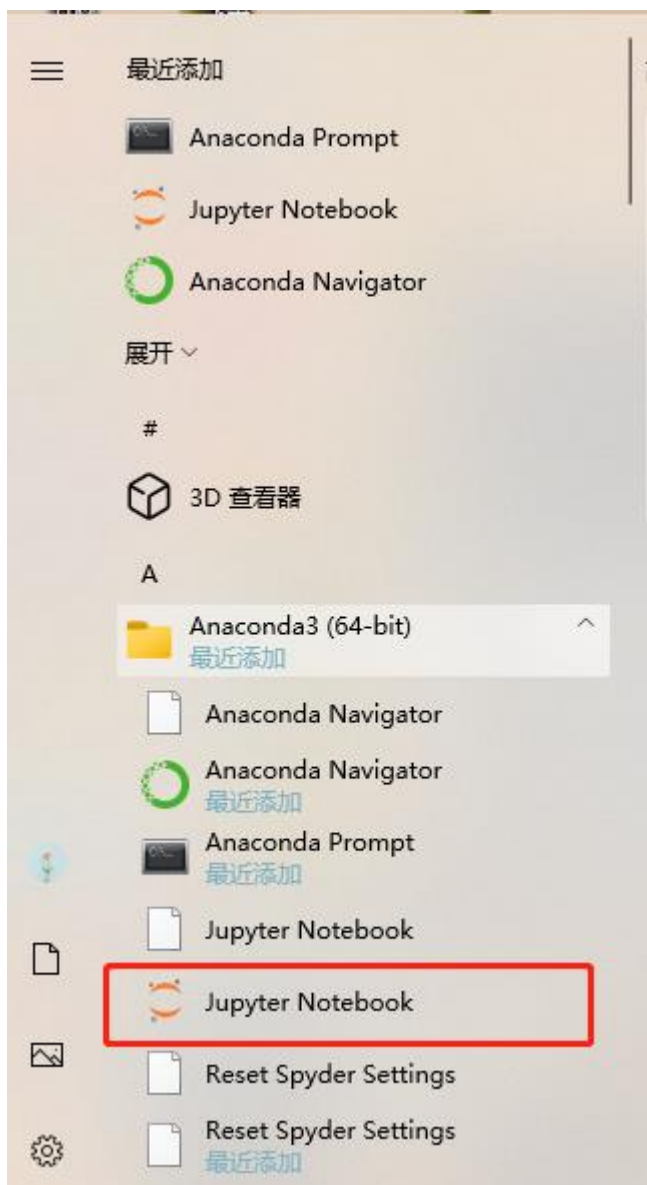 最近添加
Anaconda Prompt
Jupyter Notebook
Anaconda Navigator
展开
#
3D 查看器
A
Anaconda3 (64-bit)
最近添加
Anaconda Navigator
Anaconda Navigator
最近添加
Anaconda Prompt
最近添加
Jupyter Notebook
Jupyter Notebook
Reset Spyder Settings
Reset Spyder Settings
最近添加